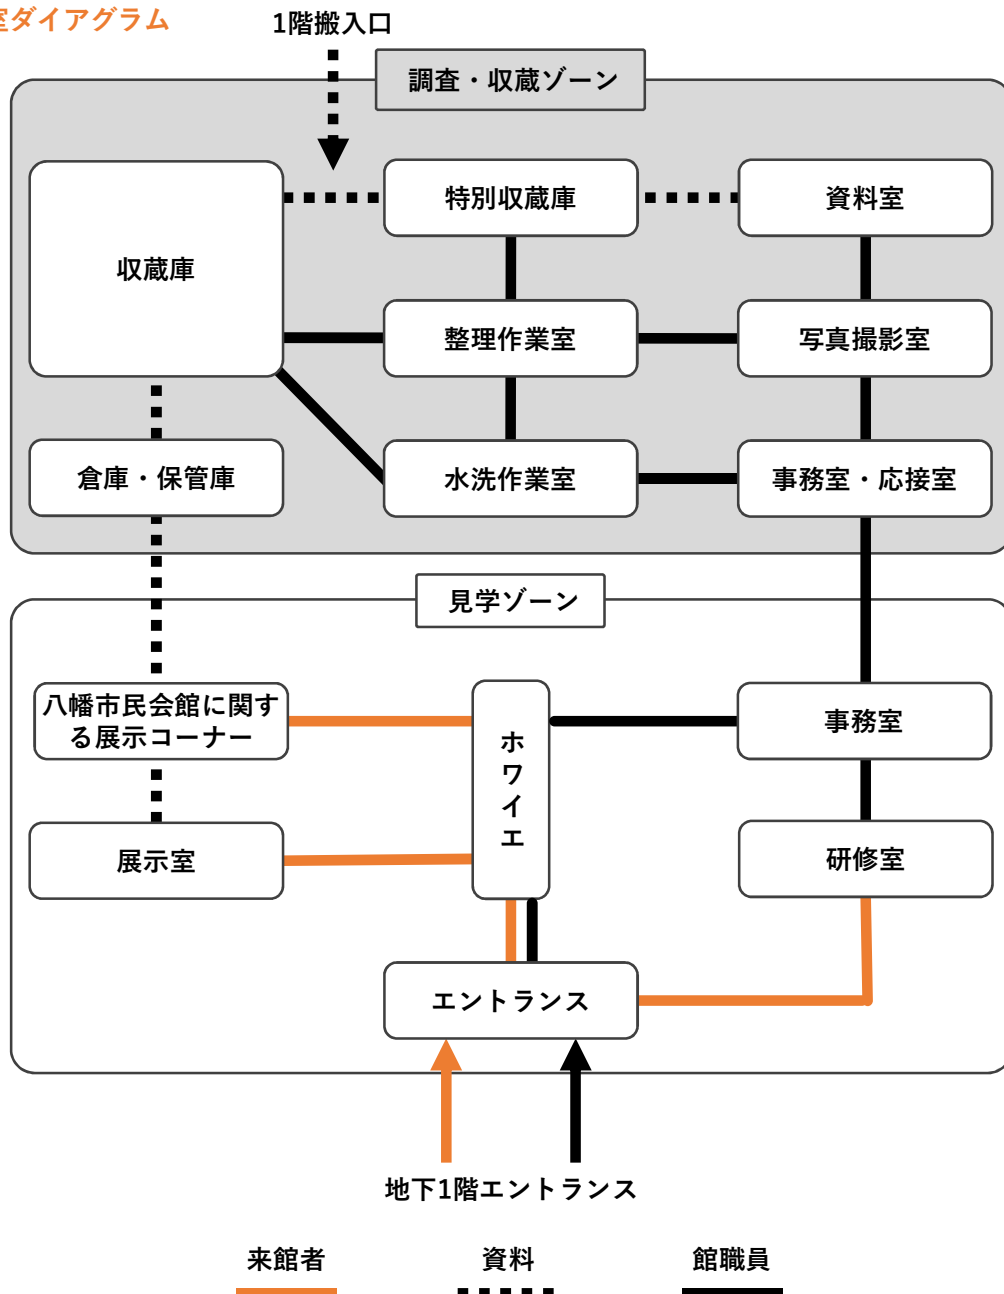 室ダイアグラム
1階搬入口
調査・収蔵ゾーン
収蔵庫
特別収蔵庫
資料室
整理作業室
写真撮影室
倉庫・保管庫
水洗作業室
事務室・応接室
見学ゾーン
八幡市民会館に関す
る展示コーナー
ホワイエ
事務室
展示室
研修室
エントランス
地下1階エントランス
来館者
資料
館職員